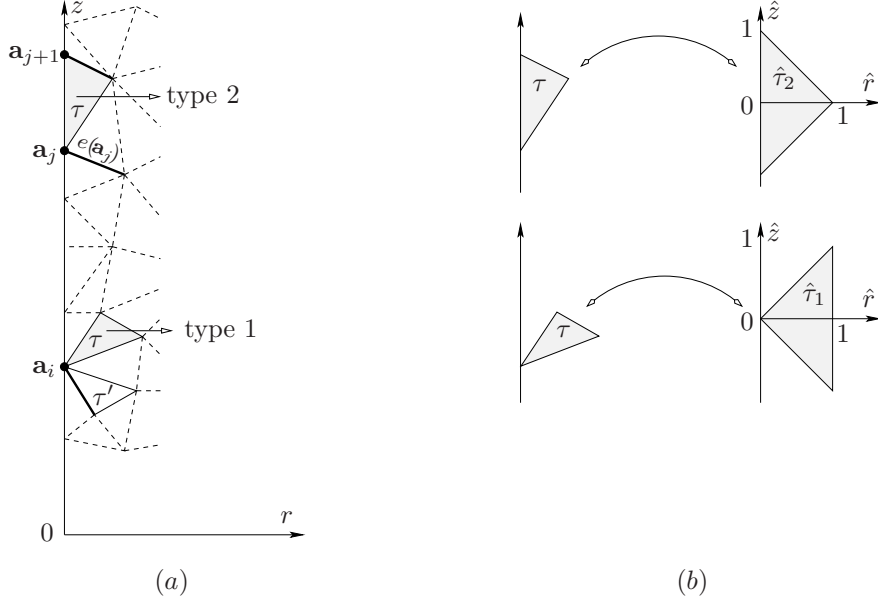 z
a_{j+1}
τ
type 2
a_j
e(a_j)
τ
type 1
a_i
τ′
0
r
(a)
τ
1
ẑ
τ̂_2
r̂
0
1
τ
1
ẑ
τ̂_1
r̂
0
1
(b)